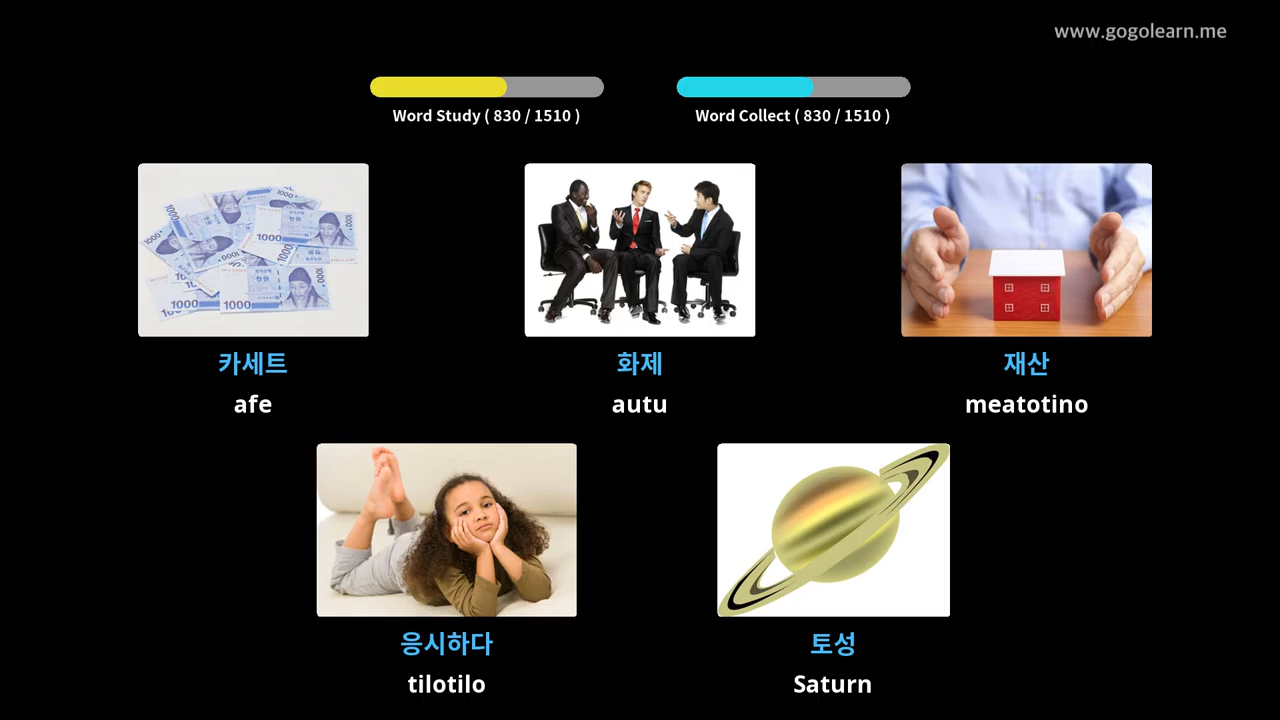 www.gogolearn.me
Word Study ( 830 / 1510 )
Word Collect ( 830 / 1510 )
카세트
화제
재산
afe
autu
meatotino
응시하다
토성
tilotilo
Saturn